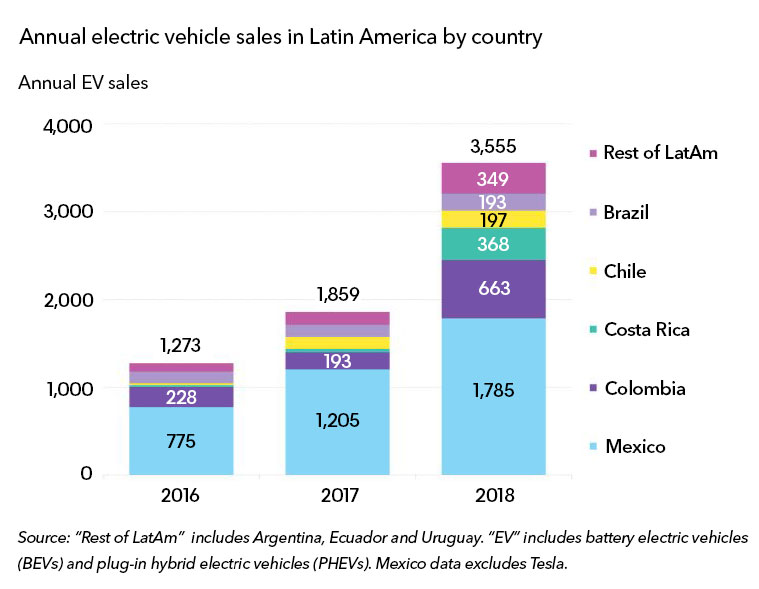 Annual electric vehicle sales in Latin America by country
Annual EV sales
4,000
3,000
2,000
1,000
0
1,273
228
775
1,859
193
1,205
3,555
349
193
197
368
663
1,785
2016
2017
2018
Rest of LatAm
Brazil
Chile
Costa Rica
Colombia
Mexico
Source: “Rest of LatAm” includes Argentina, Ecuador and Uruguay. “EV” includes battery electric vehicles
(BEVs) and plug-in hybrid electric vehicles (PHEVs). Mexico data excludes Tesla.